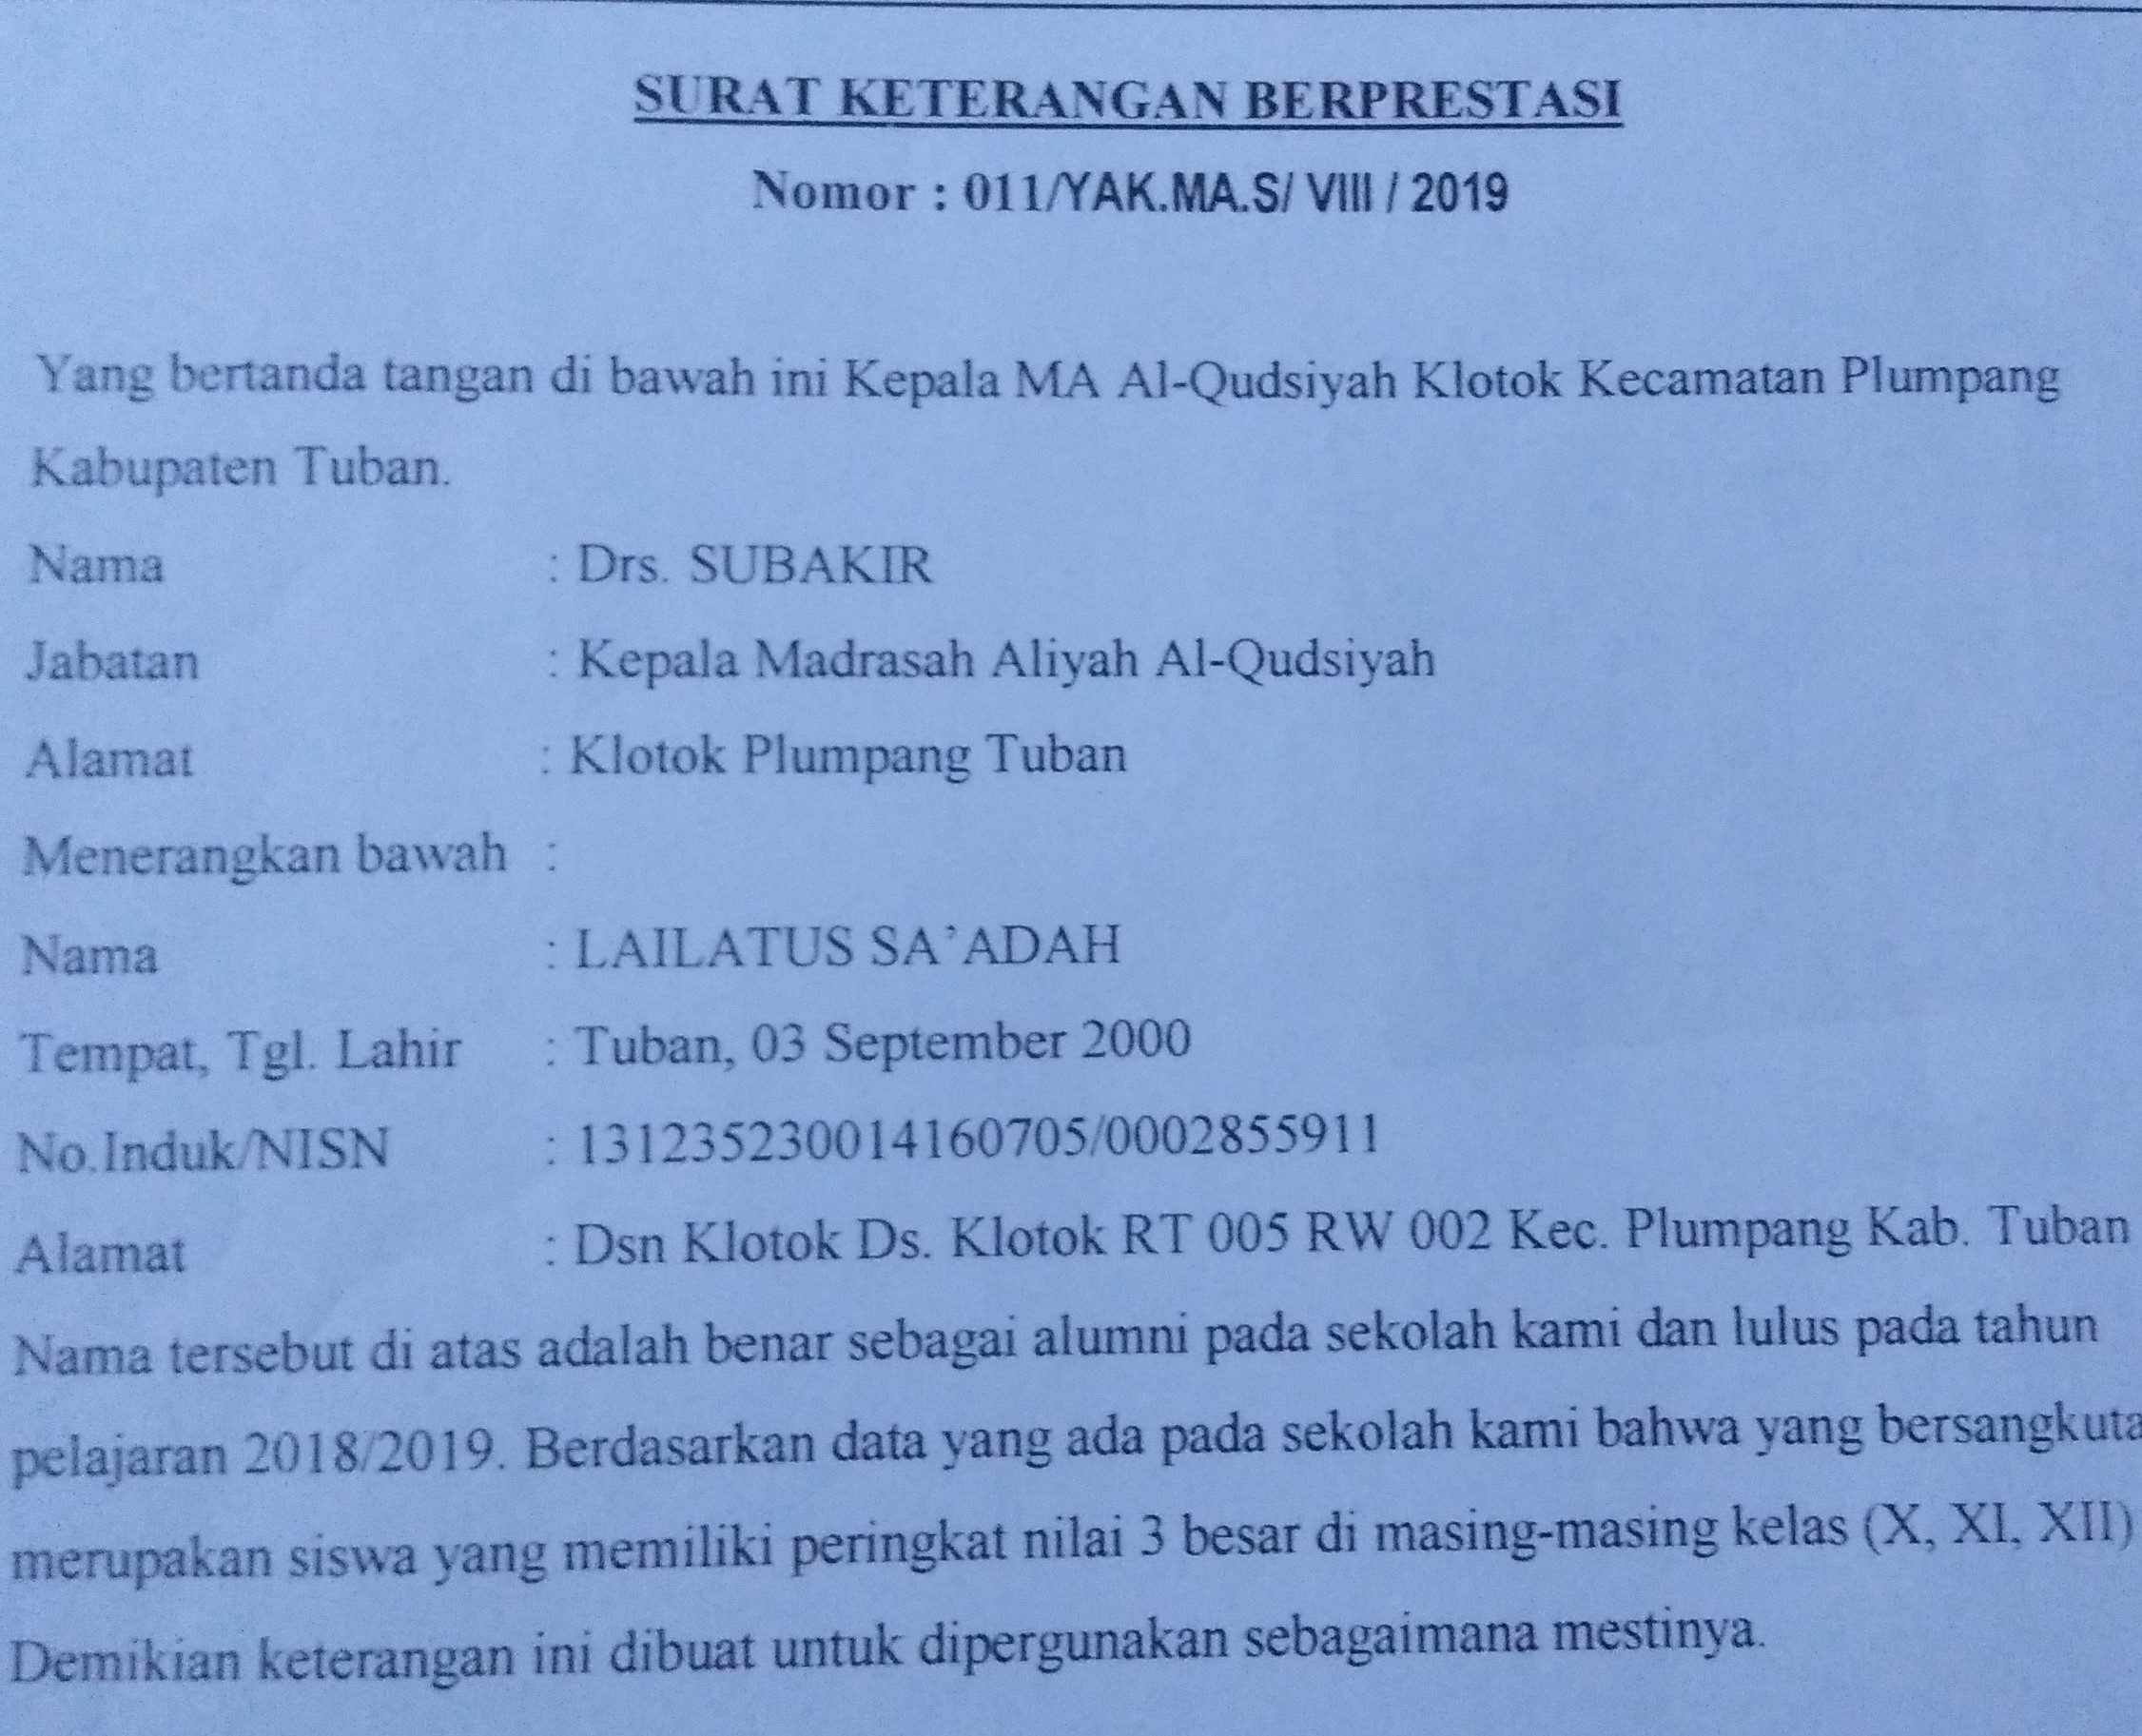 SURAT KETERANGAN BERPRESTASI
Nomor : 011/YAK.MA.S/ VIII / 2019
Yang bertanda tangan di bawah ini Kepala MA Al-Qudsiyah Klotok Kecamatan Plumpang
Kabupaten Tuban.
Nama : Drs. SUBAKIR
Jabatan : Kepala Madrasah Aliyah Al-Qudsiyah
Alamat : Klotok Plumpang Tuban
Menerangkan bawah :
Nama : LAILATUS SA’ADAH
Tempat, Tgl. Lahir : Tuban, 03 September 2000
No.Induk/NISN : 131235230014160705/0002855911
Alamat : Dsn Klotok Ds. Klotok RT 005 RW 002 Kec. Plumpang Kab. Tuban
Nama tersebut di atas adalah benar sebagai alumni pada sekolah kami dan lulus pada tahun
pelajaran 2018/2019. Berdasarkan data yang ada pada sekolah kami bahwa yang bersangkuta
merupakan siswa yang memiliki peringkat nilai 3 besar di masing-masing kelas (X, XI, XII)
Demikian keterangan ini dibuat untuk dipergunakan sebagaimana mestinya.